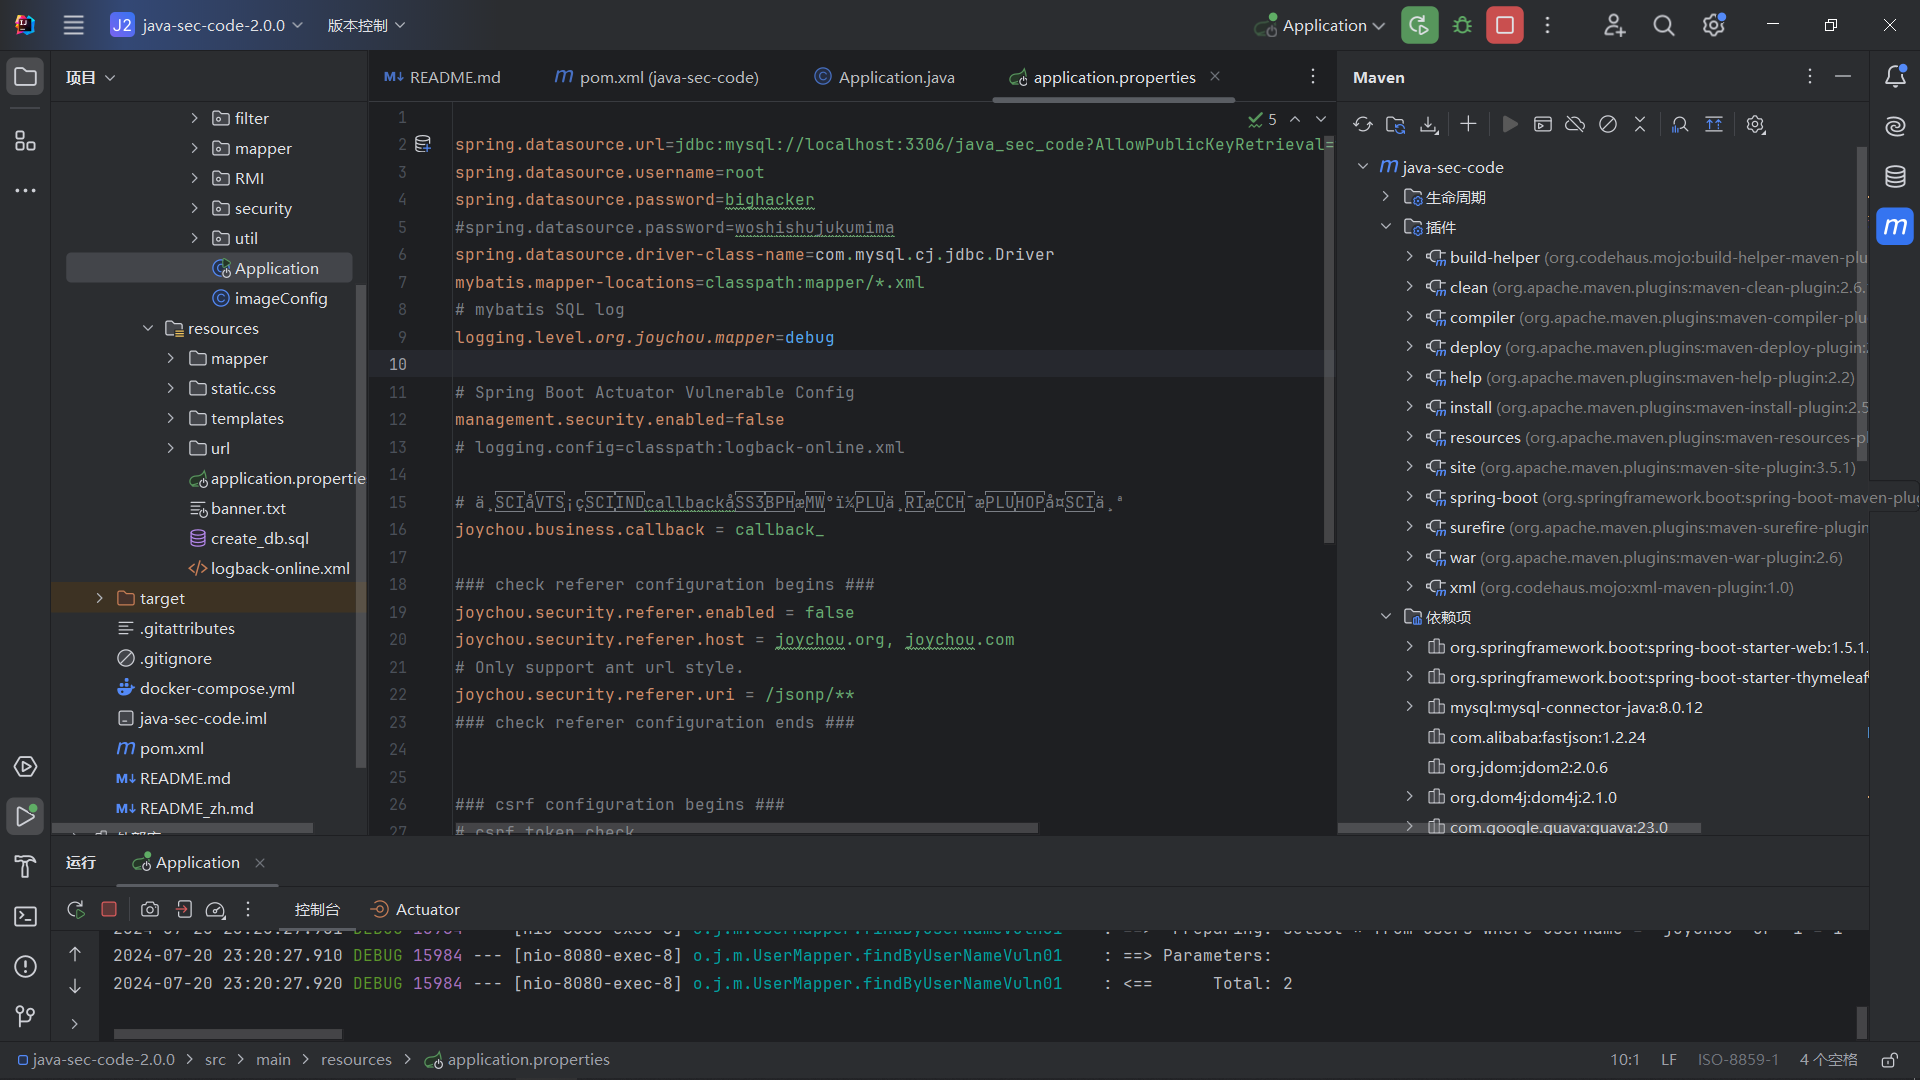 J2 java-sec-code-2.0.0 版本控制 Application
项目
filter
mapper
RMI
security
util
Application
imageConfig
resources
mapper
static.css
templates
url
application.propertie
banner.txt
create_db.sql
logback-online.xml
target
.gitattributes
.gitignore
docker-compose.yml
java-sec-code.iml
pom.xml
README.md
README_zh.md
README.md pom.xml (java-sec-code) Application.java application.properties
5
1
2 spring.datasource.url=jdbc:mysql://localhost:3306/java_sec_code?AllowPublicKeyRetrieval=
3 spring.datasource.username=root
4 spring.datasource.password=bighacker
5 #spring.datasource.password=woshishujukumima
6 spring.datasource.driver-class-name=com.mysql.cj.jdbc.Driver
7 mybatis.mapper-locations=classpath:mapper/*.xml
8 # mybatis SQL log
9 logging.level.org.joychou.mapper=debug
10
11 # Spring Boot Actuator Vulnerable Config
12 management.security.enabled=false
13 # logging.config=classpath:logback-online.xml
14
15 # ä¸SCIåVTS¡çSCIINDcallbackåSS3BPHæMW°ï¼PLUä¸RIæCCH¯æPLUHOPå¤SCIä¸ª
16 joychou.business.callback = callback_
17
18 ### check referer configuration begins ###
19 joychou.security.referer.enabled = false
20 joychou.security.referer.host = joychou.org, joychou.com
21 # Only support ant url style.
22 joychou.security.referer.uri = /jsonp/**
23 ### check referer configuration ends ###
24
25
26 ### csrf configuration begins ###
27 # csrf token check
Maven
java-sec-code
生命周期
插件
build-helper (org.codehaus.mojo:build-helper-maven-plu
clean (org.apache.maven.plugins:maven-clean-plugin:2.6.
compiler (org.apache.maven.plugins:maven-compiler-plu
deploy (org.apache.maven.plugins:maven-deploy-plugin:
help (org.apache.maven.plugins:maven-help-plugin:2.2)
install (org.apache.maven.plugins:maven-install-plugin:2.5
resources (org.apache.maven.plugins:maven-resources-pl
site (org.apache.maven.plugins:maven-site-plugin:3.5.1)
spring-boot (org.springframework.boot:spring-boot-maven-plug
surefire (org.apache.maven.plugins:maven-surefire-plugin
war (org.apache.maven.plugins:maven-war-plugin:2.6)
xml (org.codehaus.mojo:xml-maven-plugin:1.0)
依赖项
org.springframework.boot:spring-boot-starter-web:1.5.1.
org.springframework.boot:spring-boot-starter-thymeleaf
mysql:mysql-connector-java:8.0.12
com.alibaba:fastjson:1.2.24
org.jdom:jdom2:2.0.6
org.dom4j:dom4j:2.1.0
com.google.guava:guava:23.0
运行 Application
控制台 Actuator
2024-07-20 23:20:27.910 DEBUG 15984 --- [nio-8080-exec-8] o.j.m.UserMapper.findByUserNameVuln01 : ==> Parameters:
2024-07-20 23:20:27.920 DEBUG 15984 --- [nio-8080-exec-8] o.j.m.UserMapper.findByUserNameVuln01 : <== Total: 2
java-sec-code-2.0.0 > src > main > resources > application.properties
10:1 LF ISO-8859-1 4 个空格